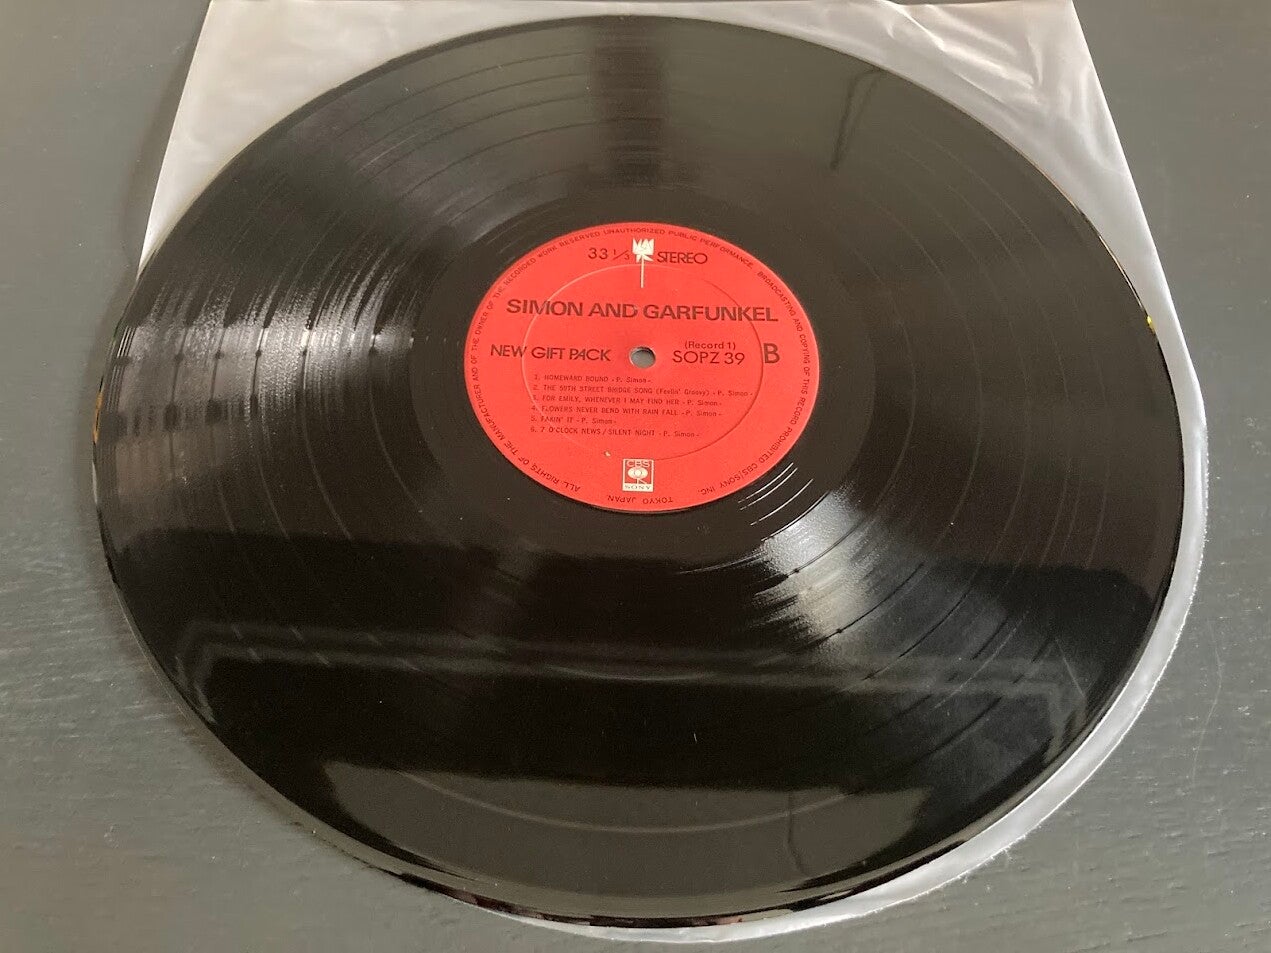 33 1/3 STEREO
SIMON AND GARFUNKEL
NEW GIFT PACK
(Record 1)
SOPZ 39
B
1. HOMEWARD BOUND - P. Simon -
2. THE 59TH STREET BRIDGE SONG (Feelin' Groovy) - P. Simon
3. FOR EMILY, WHENEVER I MAY FIND HER - P. Simon -
4. FLOWERS NEVER BEND WITH RAIN FALL - P. Simon -
5. FAKIN' IT - P. Simon -
6. 7 O'CLOCK NEWS/SILENT NIGHT - P. Simon -
CBS
SONY
ALL RIGHTS OF THE MANUFACTURER AND OF THE OWNER OF THE RECORDED WORK RESERVED UNAUTHORIZED PUBLIC PERFORMANCE, BROADCASTING AND COPYING OF THIS RECORD PROHIBITED CBS/SONY INC. TOKYO JAPAN.